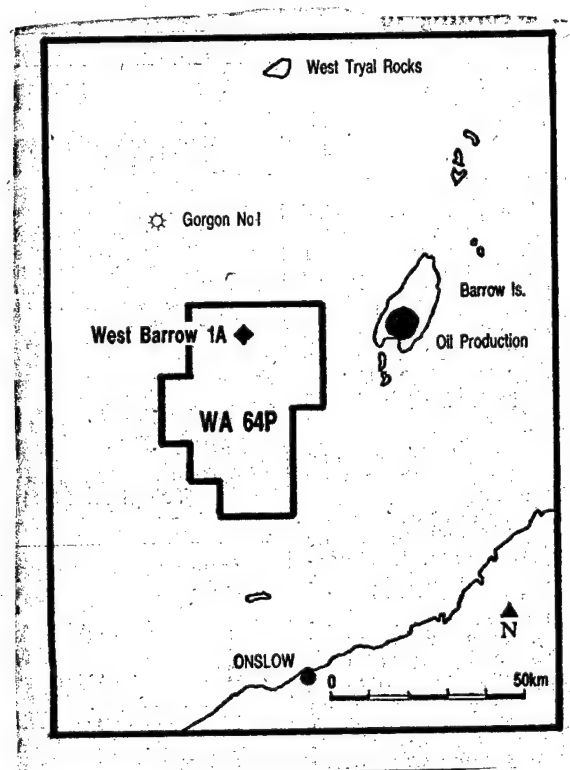 West Tryal Rocks
Gorgon No1
Barrow Is.
West Barrow 1A
Oil Production
WA 64P
N
ONSLOW
0 50km